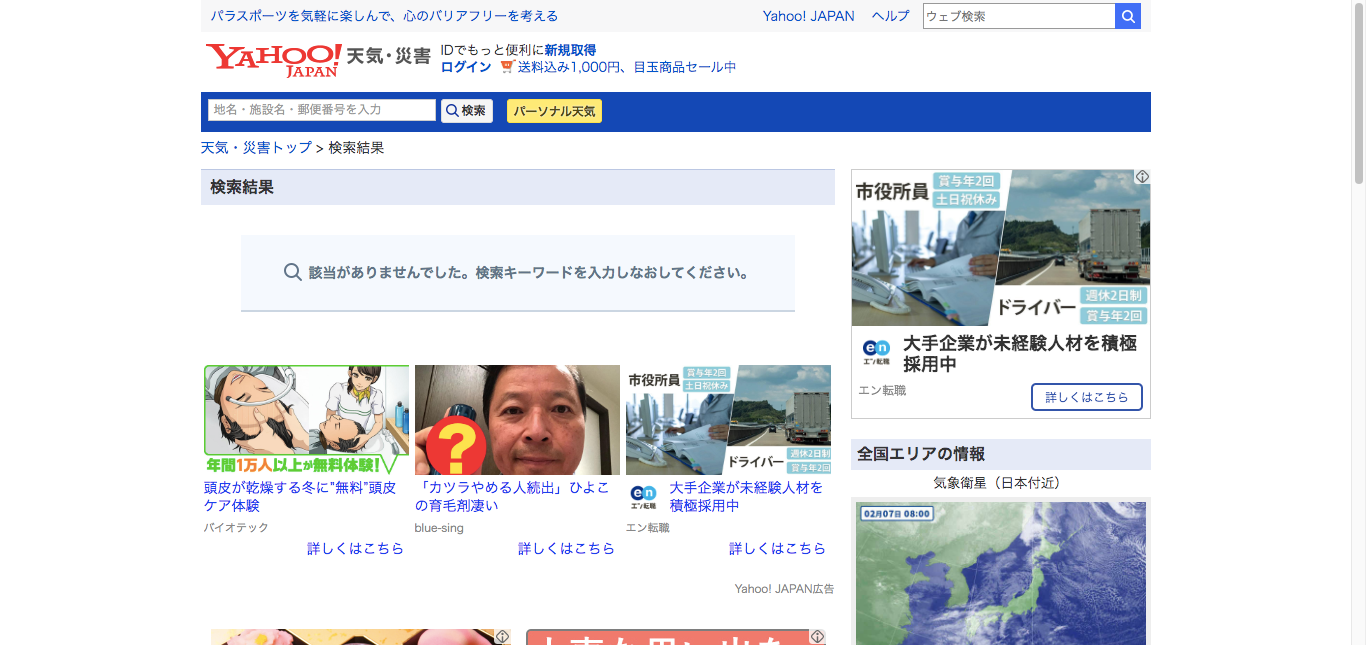 パラスポーツを気軽に楽しんで、心のバリアフリーを考える
Yahoo! JAPAN ヘルプ
ウェブ検索
YAHOO! JAPAN 天気・災害
IDでもっと便利に新規取得
ログイン 送料込み1,000円、目玉商品セール中
地名・施設名・郵便番号を入力
検索
パーソナル天気
天気・災害トップ > 検索結果
検索結果
該当がありませんでした。検索キーワードを入力しなおしてください。
年間1万人以上が無料体験!
頭皮が乾燥する冬に"無料"頭皮
ケア体験
バイオテック
詳しくはこちら
?
「カツラやめる人続出」ひよこ
の育毛剤凄い
blue-sing
詳しくはこちら
市役所員
賞与年2回
土日祝休み
ドライバー
週休2日制
賞与年2回
en
エン転職
大手企業が未経験人材を
積極採用中
エン転職
詳しくはこちら
Yahoo! JAPAN広告
市役所員
賞与年2回
土日祝休み
ドライバー
週休2日制
賞与年2回
en
エン転職
大手企業が未経験人材を積極
採用中
エン転職
詳しくはこちら
全国エリアの情報
気象衛星（日本付近）
02月07日 08:00